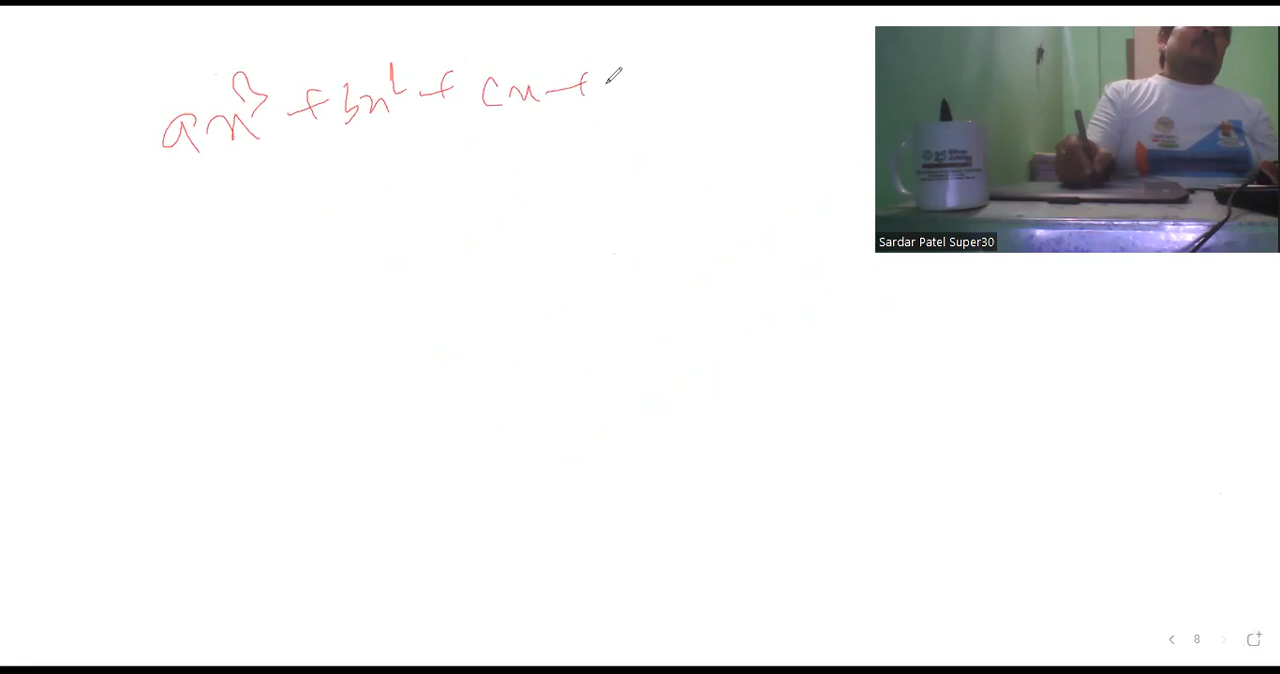 ax³ + bx² + cx +
Sardar Patel Super30
8